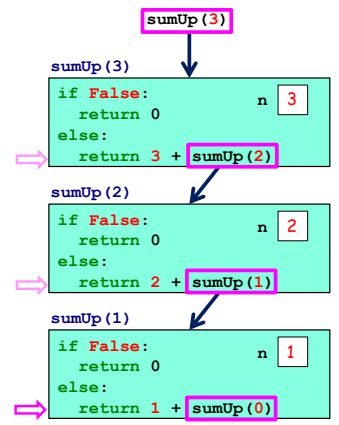 sumUp(3)
sumUp(3)
if False: n 3
return 0
else:
return 3 + sumUp(2)
sumUp(2)
if False: n 2
return 0
else:
return 2 + sumUp(1)
sumUp(1)
if False: n 1
return 0
else:
return 1 + sumUp(0)